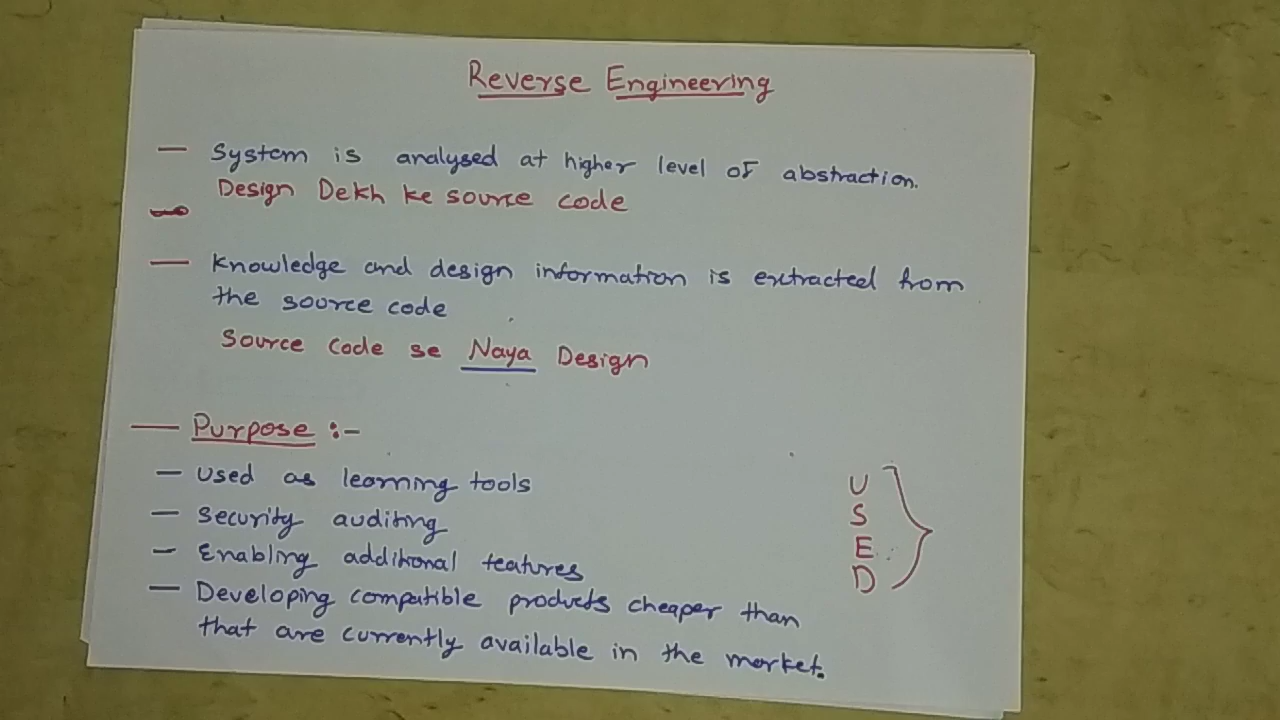 Reverse Engineering
— System is analysed at higher level of abstraction.
Design Dekh ke source code
— Knowledge and design information is extracted from
the source code
Source code se Naya Design
— Purpose :-
— Used as learning tools
— Security auditing
— Enabling additional features
— Developing compatible products cheaper than
that are currently available in the market.
U
S
E
D